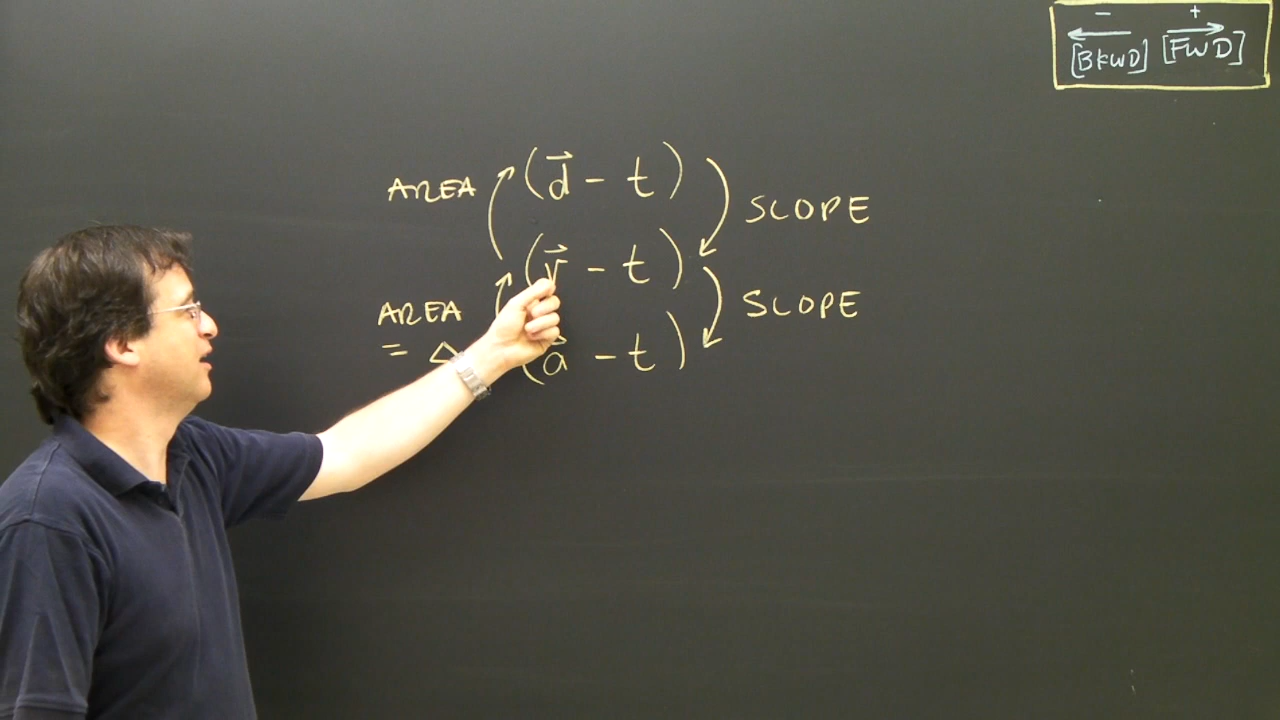 - +
[BKWD] [FWD]
AREA (d⃗ - t) SLOPE
(v⃗ - t)
AREA SLOPE
= Δ (a⃗ - t)